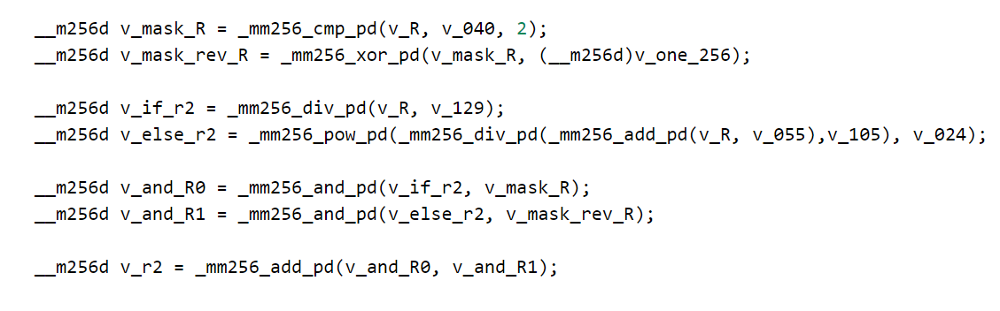 __m256d v_mask_R = _mm256_cmp_pd(v_R, v_040, 2);
__m256d v_mask_rev_R = _mm256_xor_pd(v_mask_R, (__m256d)v_one_256);
__m256d v_if_r2 = _mm256_div_pd(v_R, v_129);
__m256d v_else_r2 = _mm256_pow_pd(_mm256_div_pd(_mm256_add_pd(v_R, v_055),v_105), v_024);
__m256d v_and_R0 = _mm256_and_pd(v_if_r2, v_mask_R);
__m256d v_and_R1 = _mm256_and_pd(v_else_r2, v_mask_rev_R);
__m256d v_r2 = _mm256_add_pd(v_and_R0, v_and_R1);